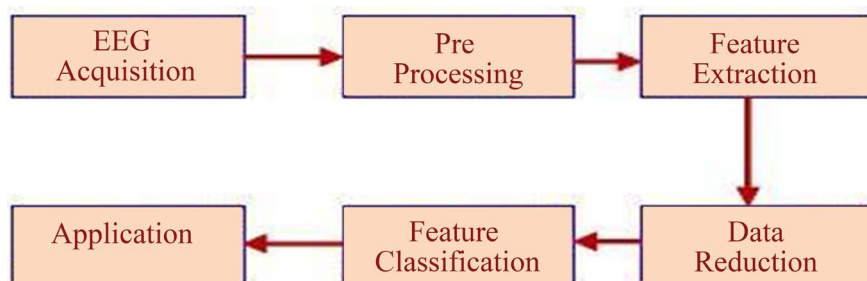 EEG
Acquisition
Pre
Processing
Feature
Extraction
Application
Feature
Classification
Data
Reduction